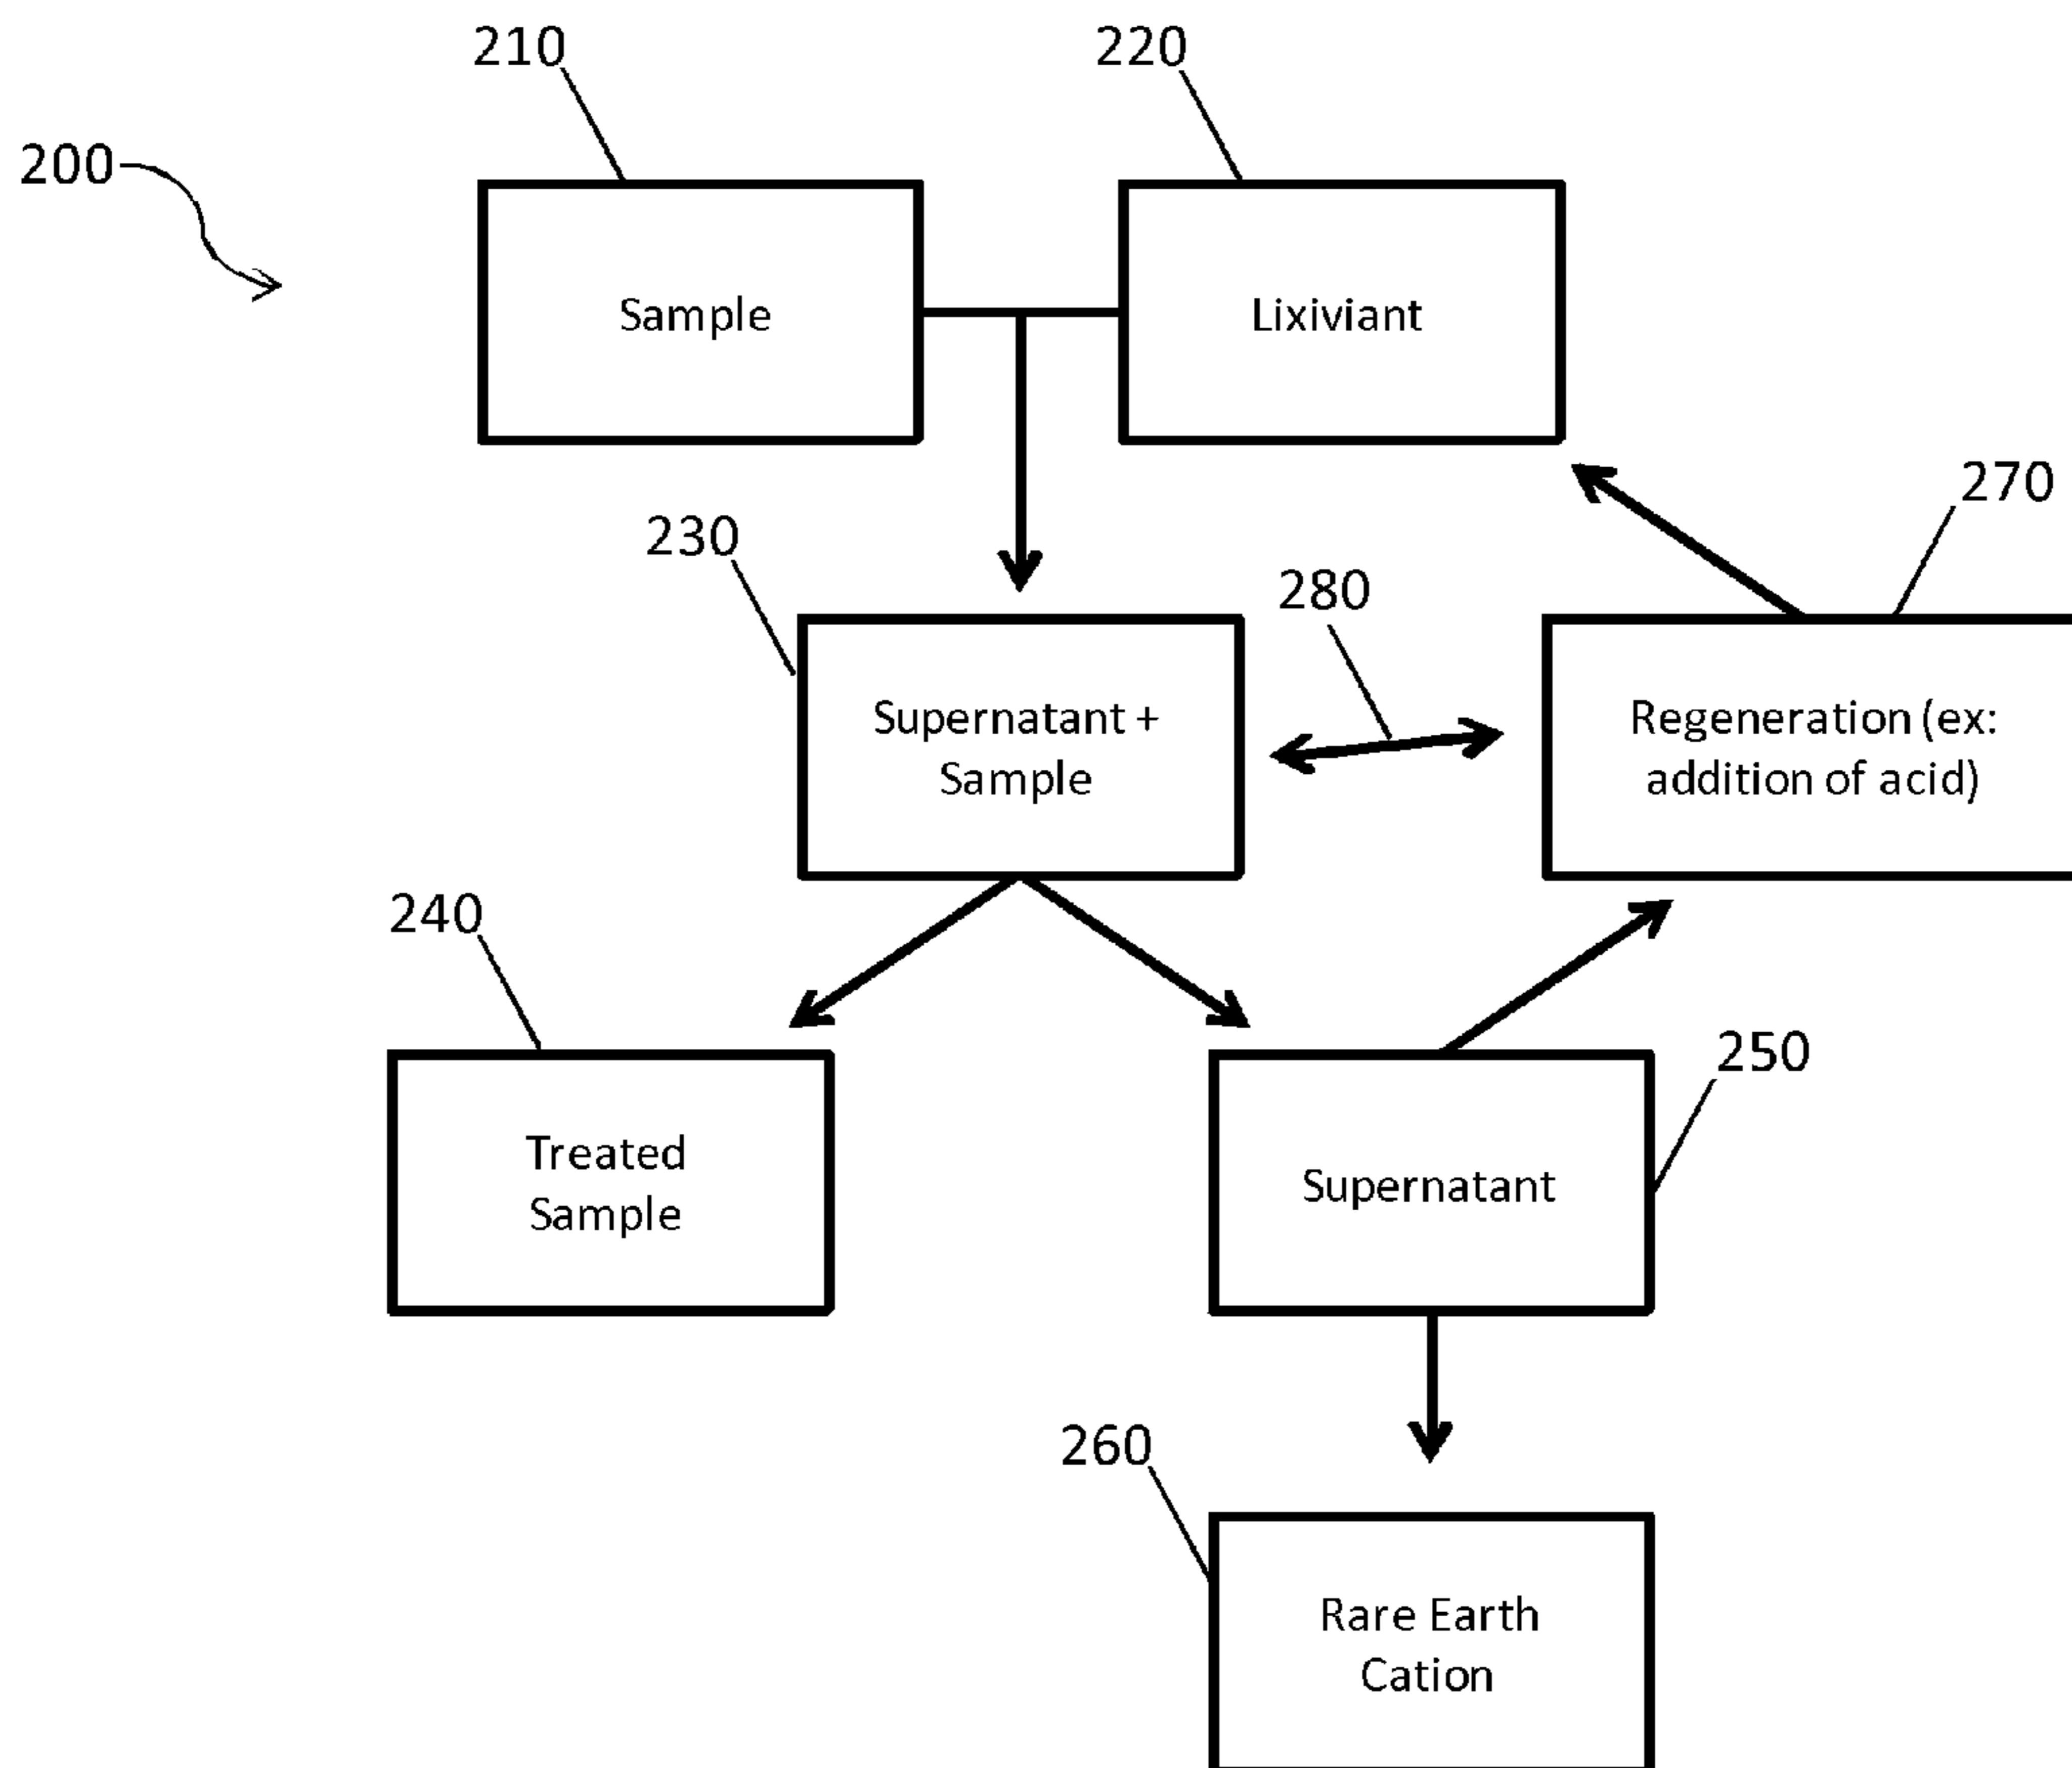 210
220
200
Sample
Lixiviant
270
230
280
Supernatant +
Sample
Regeneration (ex:
addition of acid)
240
250
Treated
Sample
Supernatant
260
Rare Earth
Cation